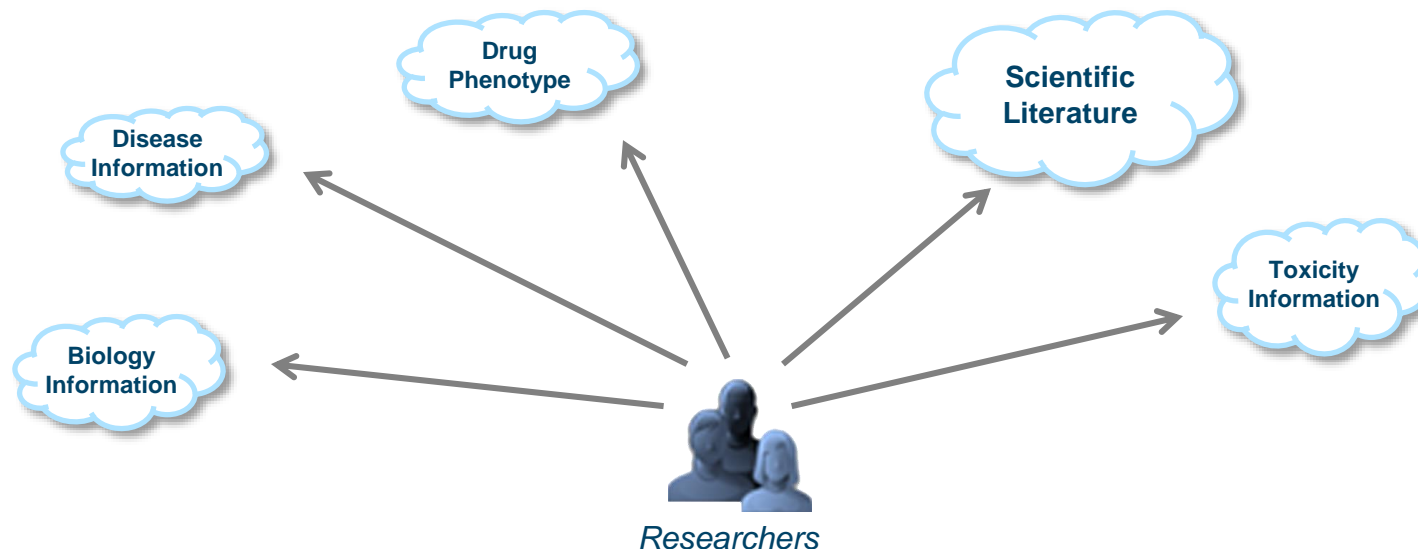 Drug
Phenotype
Scientific
Literature
Disease
Information
Toxicity
Information
Biology
Information
Researchers